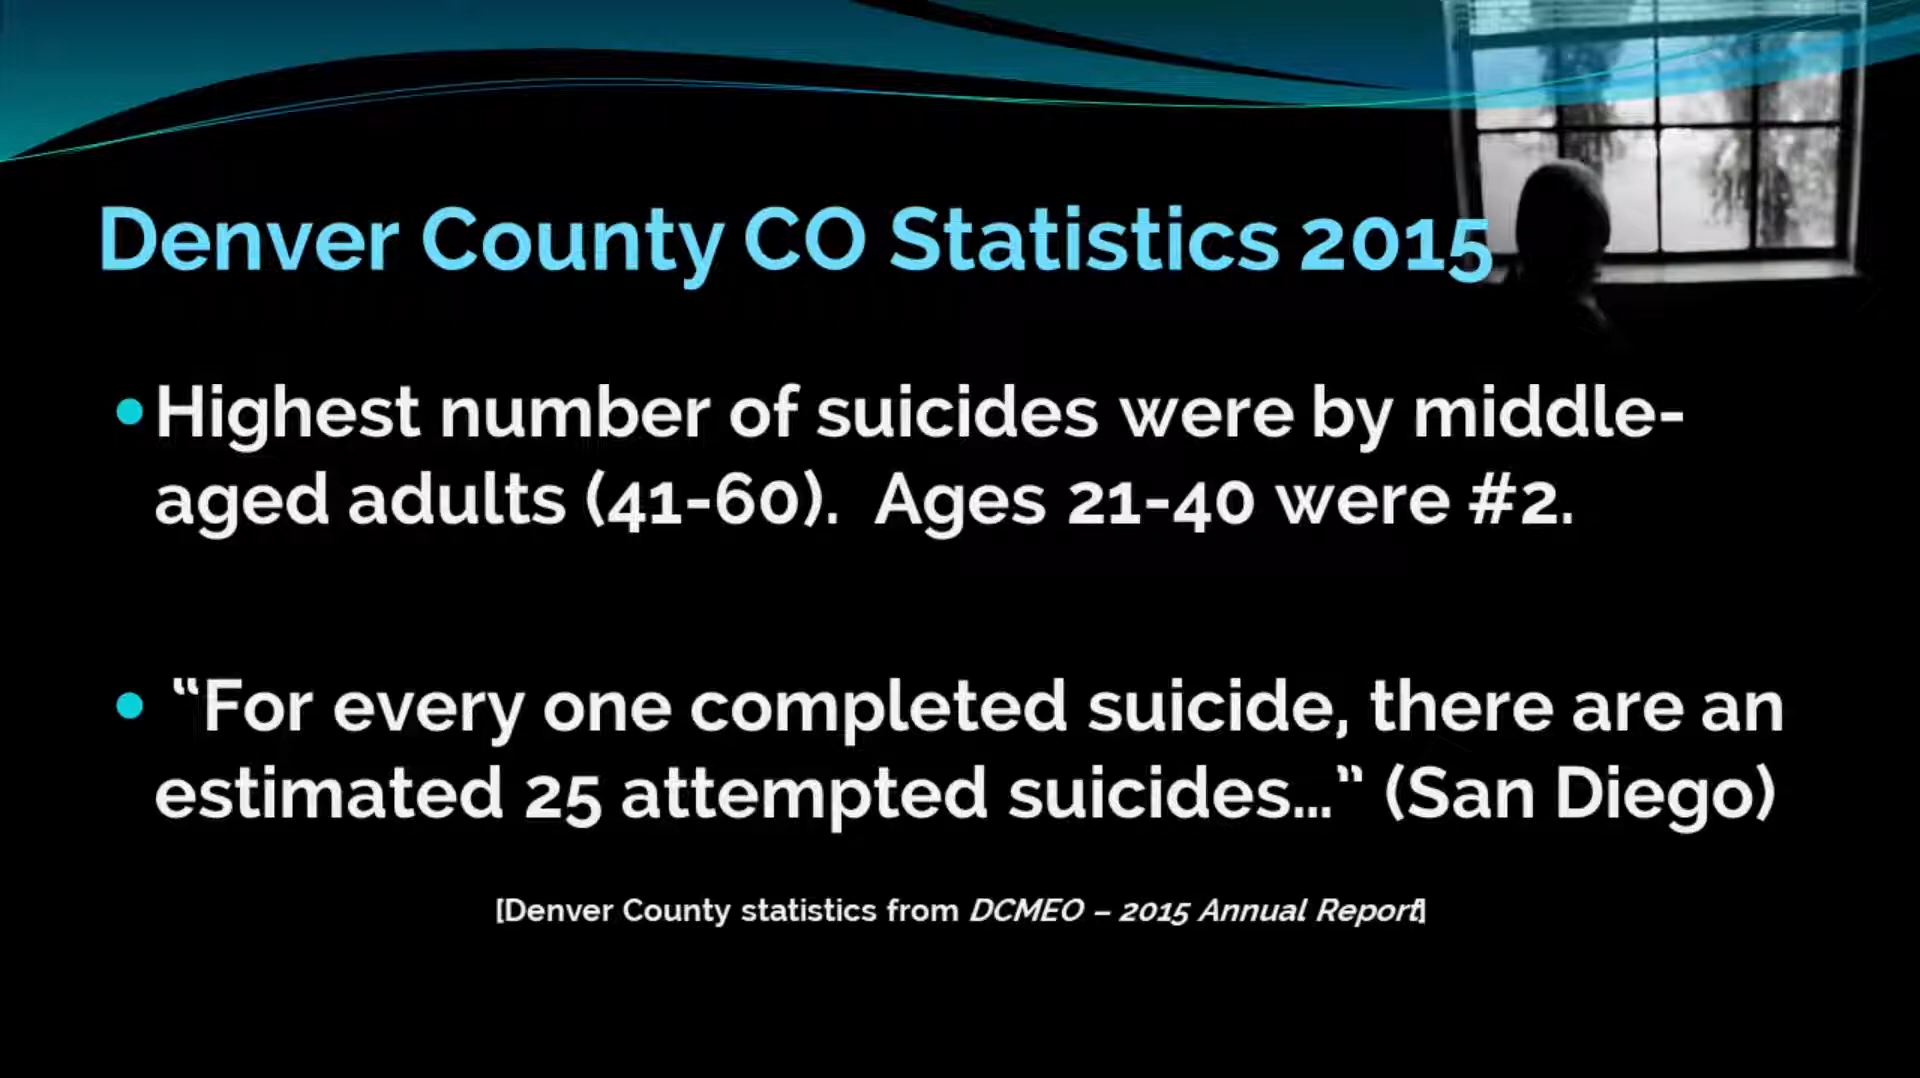 Denver County CO Statistics 2015
•Highest number of suicides were by middle-
aged adults (41-60).  Ages 21-40 were #2.
• “For every one completed suicide, there are an
estimated 25 attempted suicides…” (San Diego)
[Denver County statistics from DCMEO – 2015 Annual Report]